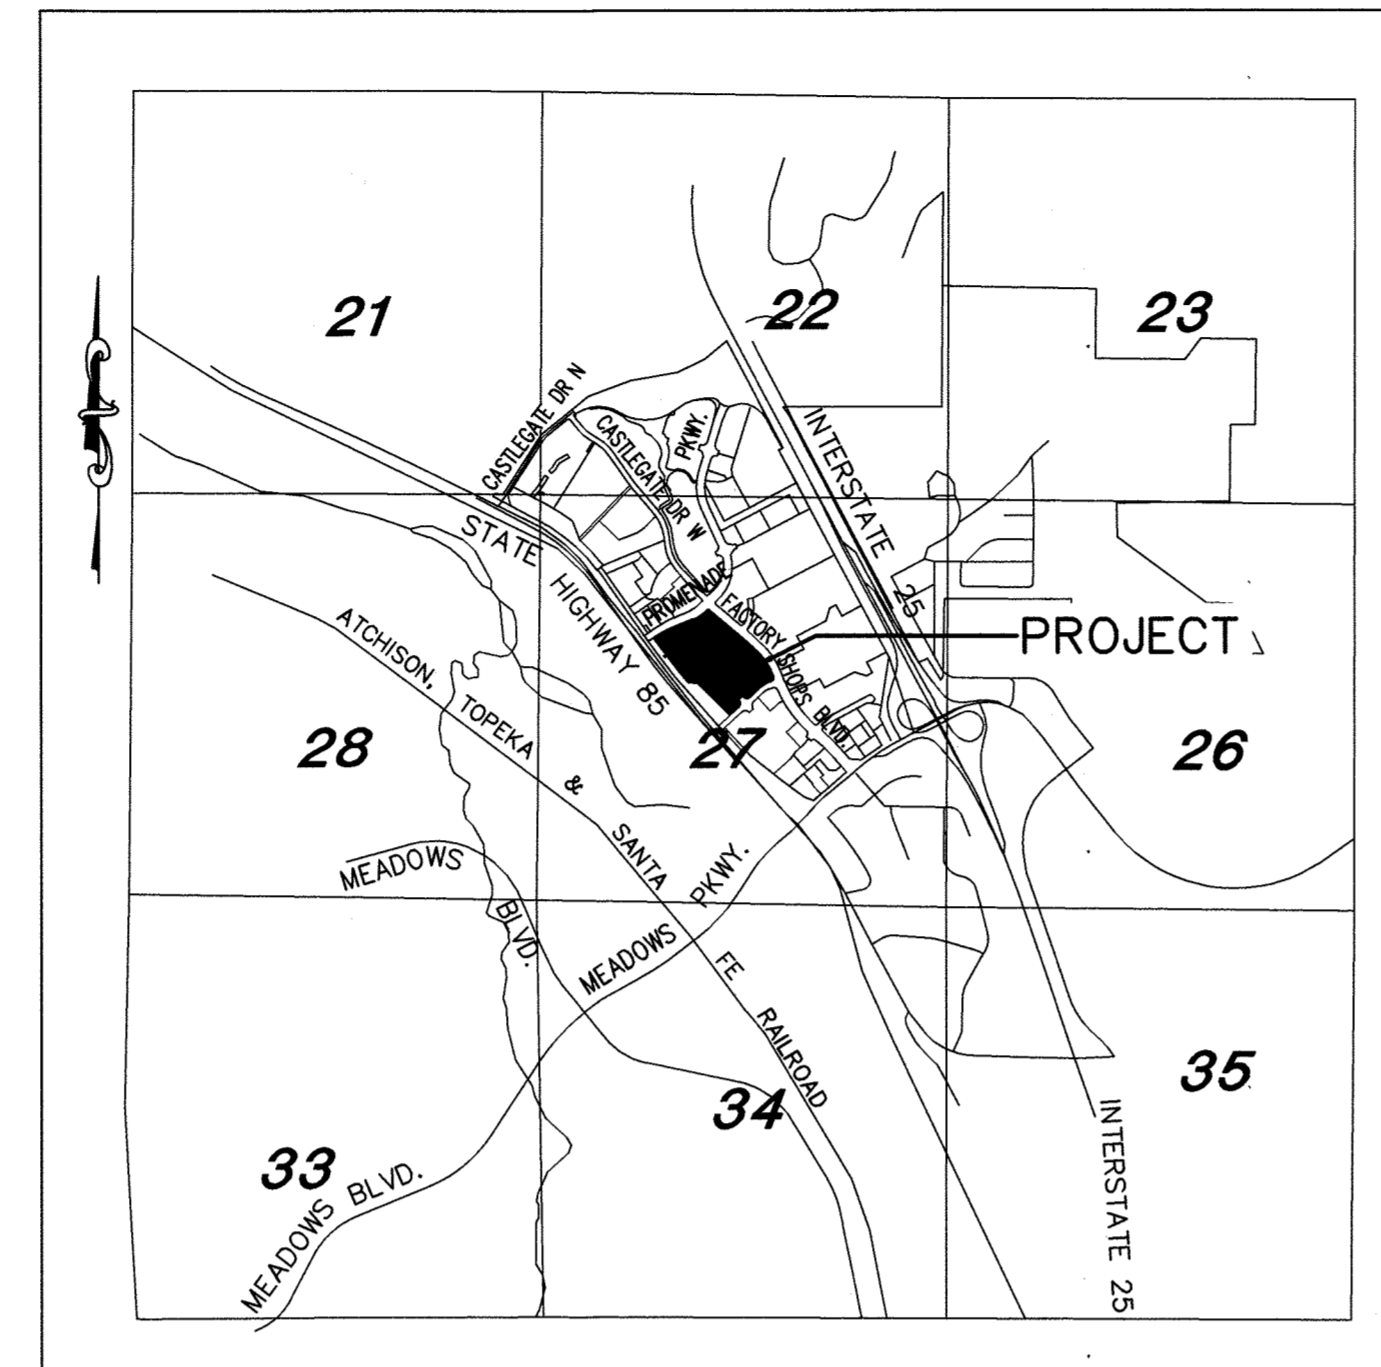 21
22
23
CASTLEGATE DR N
CASTLEGATE DR W
PKWY.
INTERSTATE 25
STATE HIGHWAY 85
PROMENADE
FACTORY SHOPS BLVD.
PROJECT
ATCHISON, TOPEKA & SANTA FE RAILROAD
28
27
26
MEADOWS BLVD.
MEADOWS PKWY.
33
34
35
MEADOWS BLVD.
INTERSTATE 25